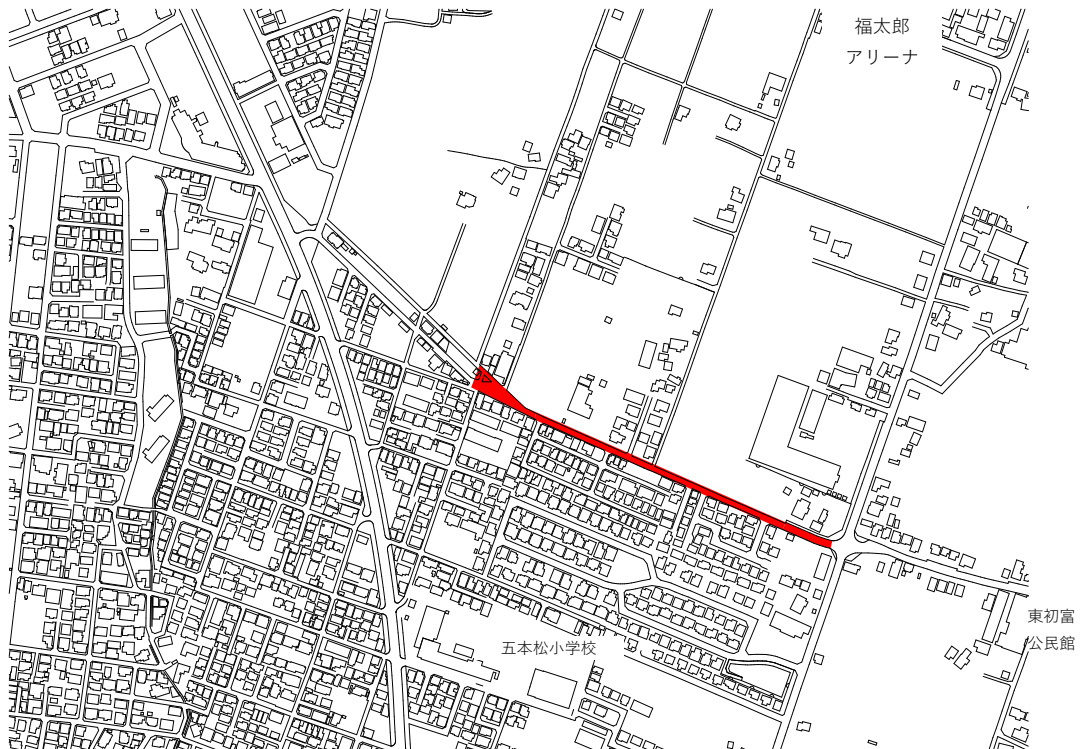 福太郎
アリーナ
東初富
公民館
五本松小学校